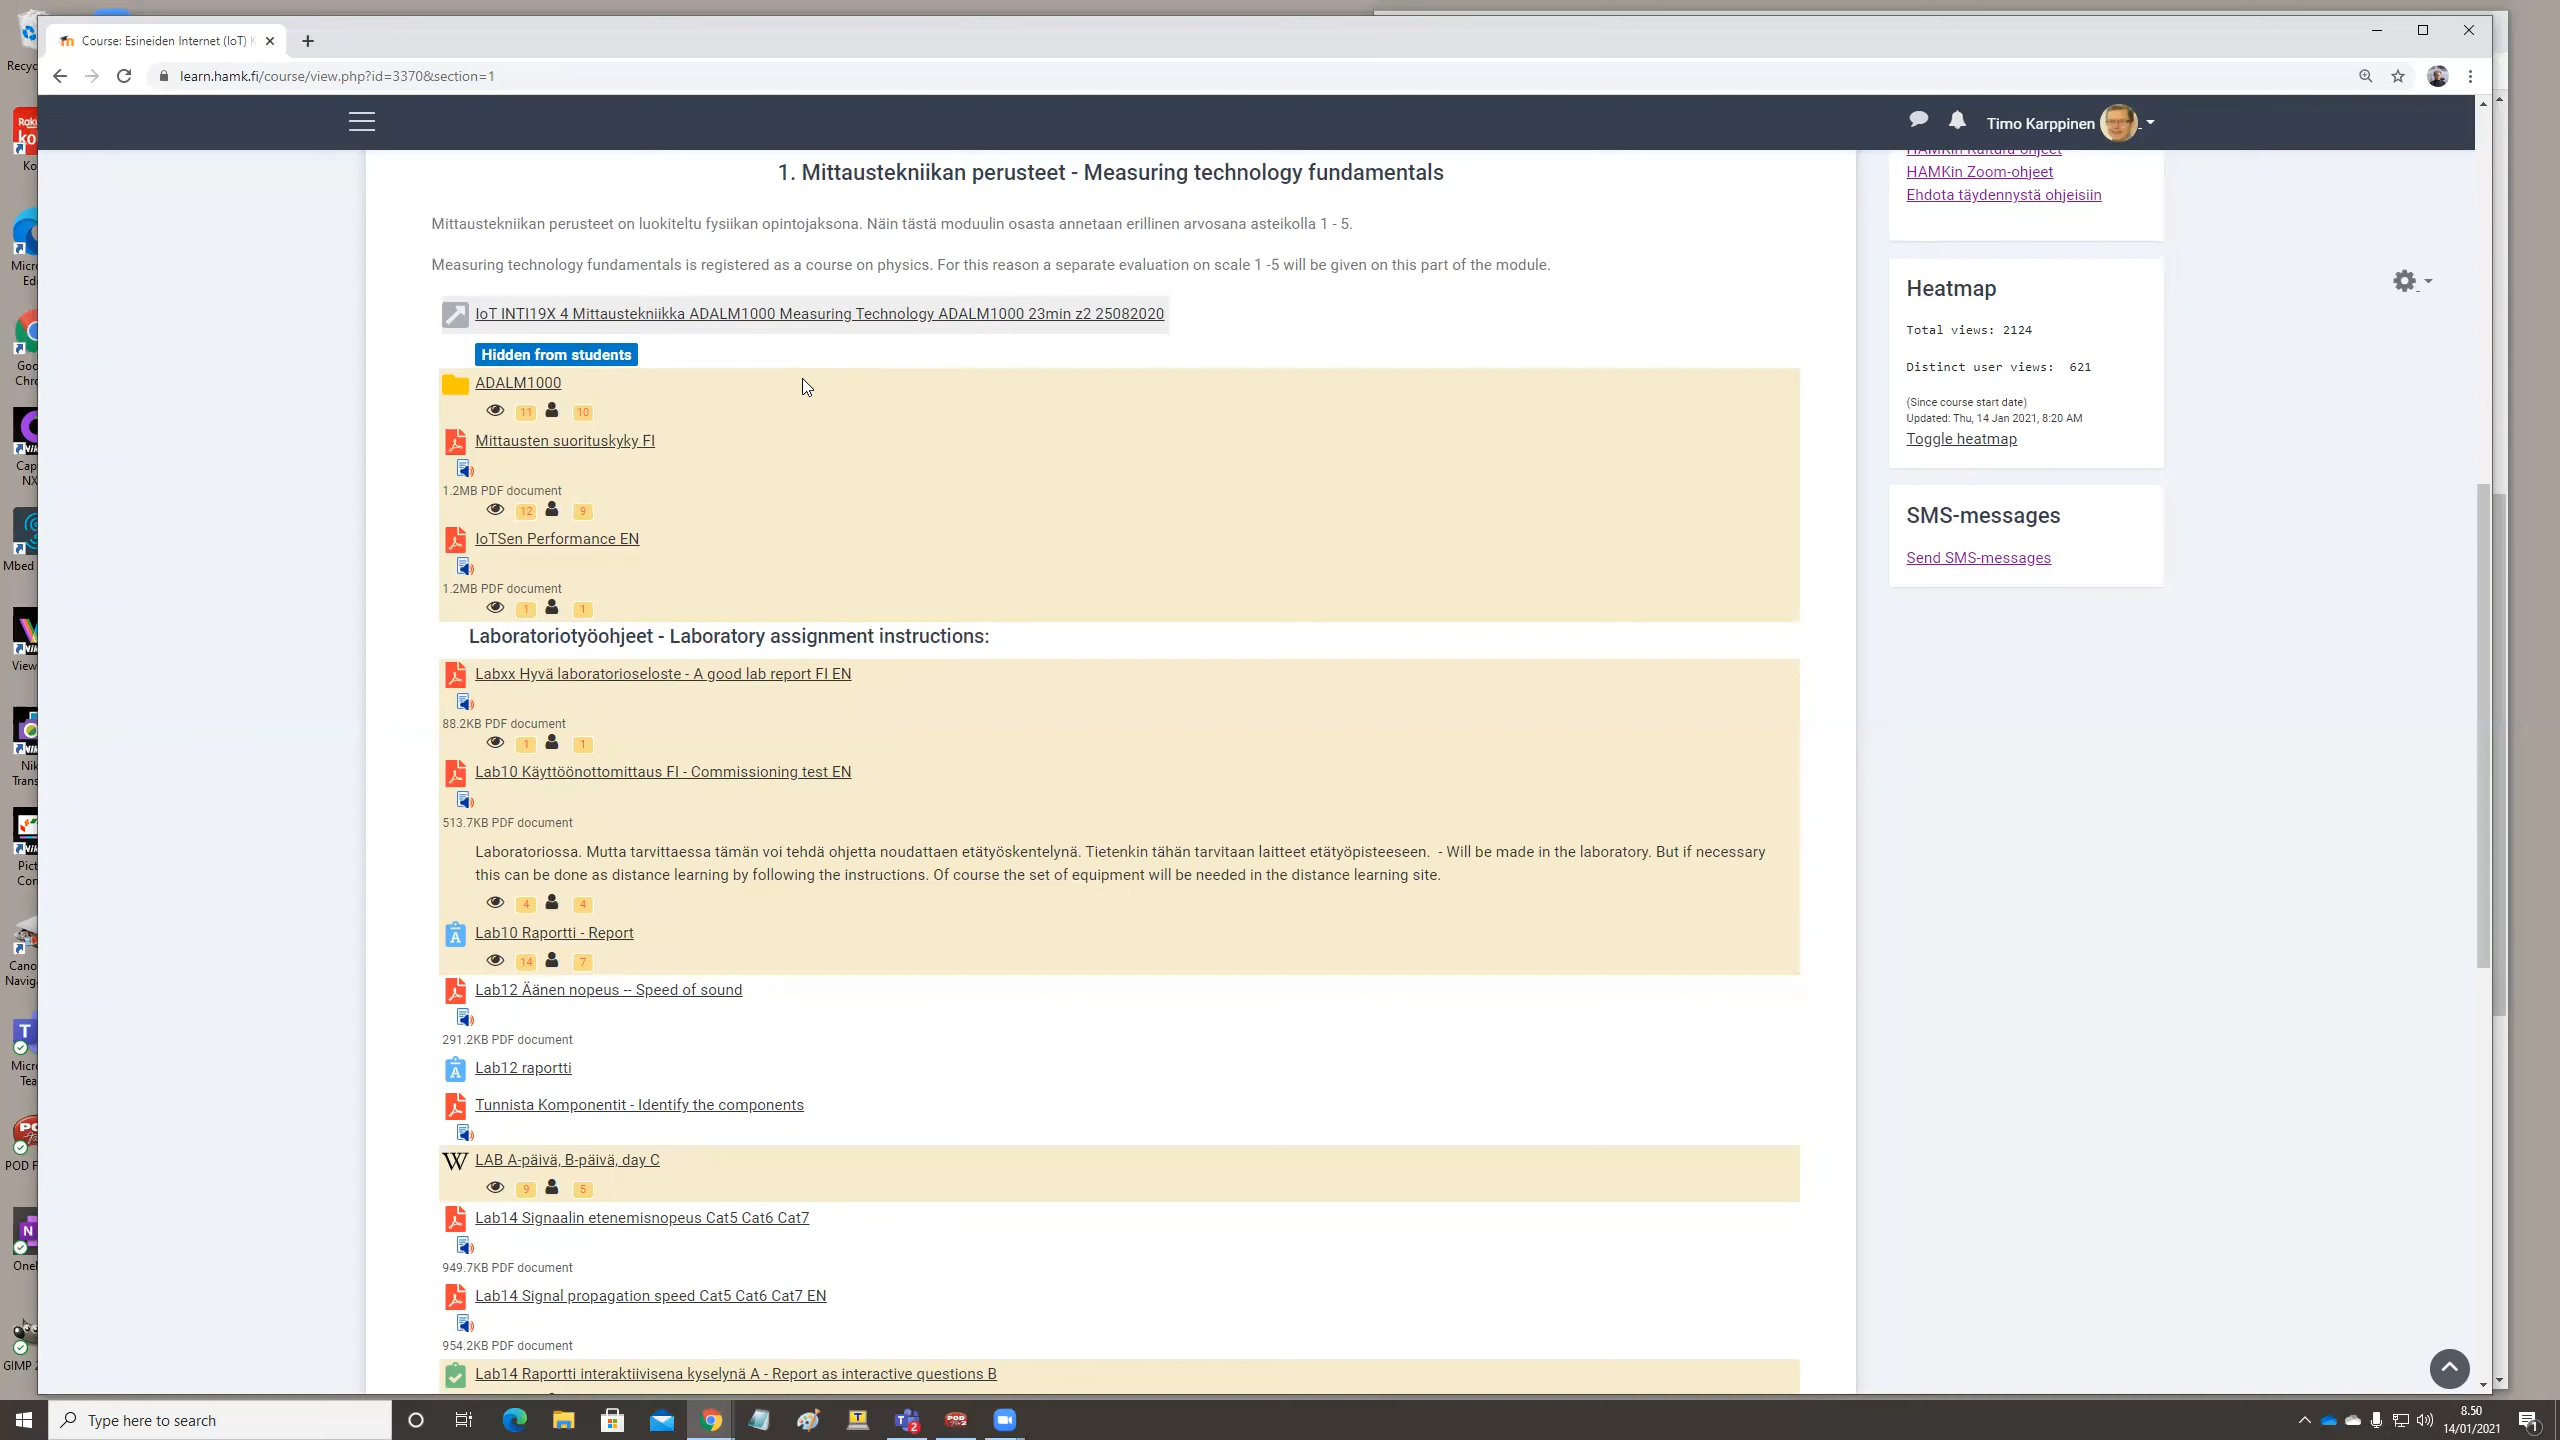 Course: Esineiden Internet (IoT)
learn.hamk.fi/course/view.php?id=3370&section=1
Timo Karppinen
1. Mittaustekniikan perusteet - Measuring technology fundamentals
Mittaustekniikan perusteet on luokiteltu fysiikan opintojaksona. Näin tästä moduulin osasta annetaan erillinen arvosana asteikolla 1 - 5.
Measuring technology fundamentals is registered as a course on physics. For this reason a separate evaluation on scale 1 -5 will be given on this part of the module.
IoT INTI19X 4 Mittaustekniikka ADALM1000 Measuring Technology ADALM1000 23min z2 25082020
Hidden from students
ADALM1000
11 10
Mittausten suorituskyky FI
1.2MB PDF document
12 9
IoTSen Performance EN
1.2MB PDF document
1 1
Laboratoriotyöohjeet - Laboratory assignment instructions:
Labxx Hyvä laboratorioseloste - A good lab report FI EN
88.2KB PDF document
1 1
Lab10 Käyttöönottomittaus FI - Commissioning test EN
513.7KB PDF document
Laboratoriossa. Mutta tarvittaessa tämän voi tehdä ohjetta noudattaen etätyöskentelynä. Tietenkin tähän tarvitaan laitteet etätyöpisteeseen.  - Will be made in the laboratory. But if necessary
this can be done as distance learning by following the instructions. Of course the set of equipment will be needed in the distance learning site.
4 4
Lab10 Raportti - Report
14 7
Lab12 Äänen nopeus -- Speed of sound
291.2KB PDF document
Lab12 raportti
Tunnista Komponentit - Identify the components
LAB A-päivä, B-päivä, day C
9 5
Lab14 Signaalin etenemisnopeus Cat5 Cat6 Cat7
949.7KB PDF document
Lab14 Signal propagation speed Cat5 Cat6 Cat7 EN
954.2KB PDF document
Lab14 Raportti interaktiivisena kyselynä A - Report as interactive questions B
HAMKin Kaltura-ohjeet
HAMKin Zoom-ohjeet
Ehdota täydennystä ohjeisiin
Heatmap
Total views: 2124
Distinct user views:  621
(Since course start date)
Updated: Thu, 14 Jan 2021, 8:20 AM
Toggle heatmap
SMS-messages
Send SMS-messages
Type here to search
8.50
14/01/2021